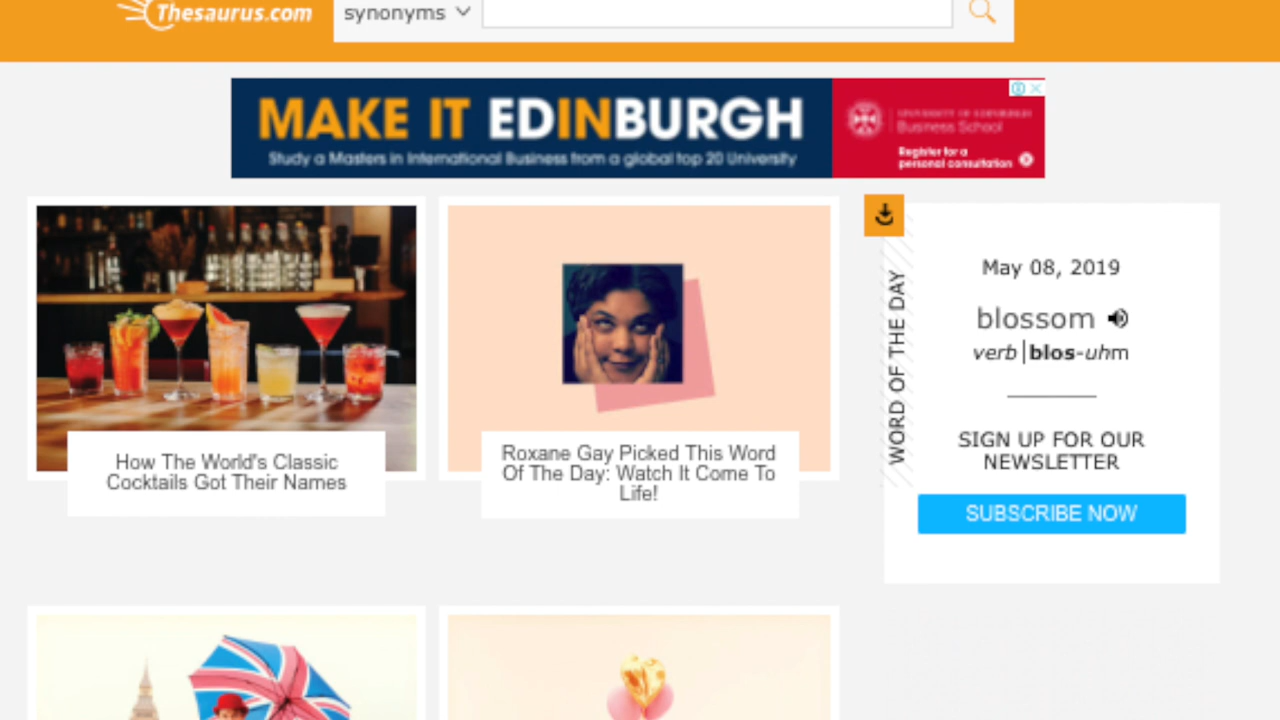 Thesaurus.com
synonyms
MAKE IT EDINBURGH
Study a Masters in International Business from a global top 20 University
UNIVERSITY OF EDINBURGH
Business School
Register for a
personal consultation
How The World's Classic
Cocktails Got Their Names
Roxane Gay Picked This Word
Of The Day: Watch It Come To
Life!
WORD OF THE DAY
May 08, 2019
blossom
verb|blos-uhm
SIGN UP FOR OUR
NEWSLETTER
SUBSCRIBE NOW